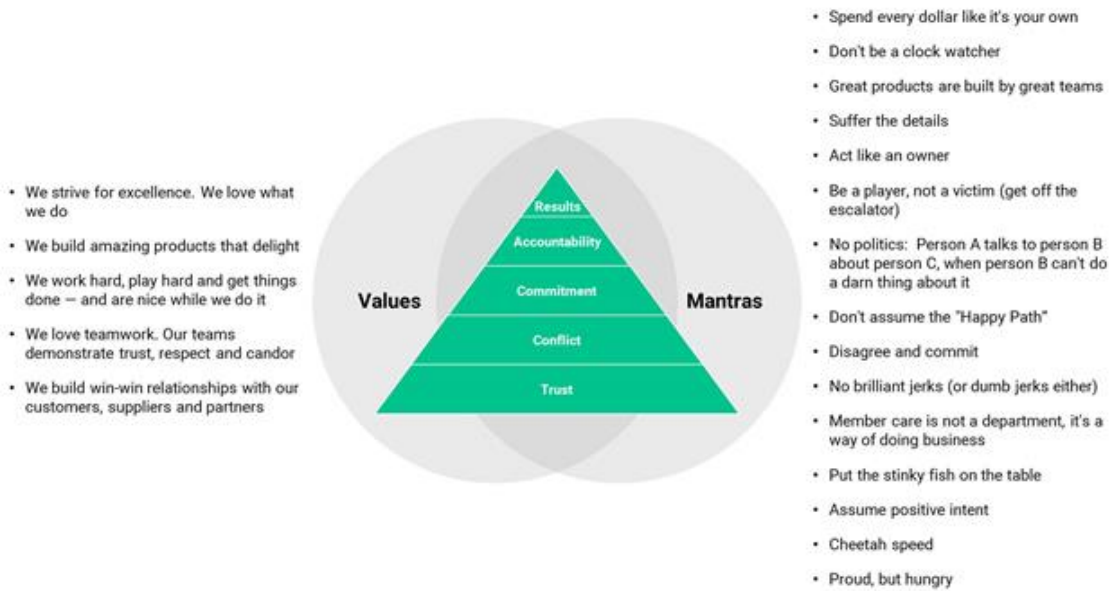 • We strive for excellence. We love what
we do
• We build amazing products that delight
• We work hard, play hard and get things
done — and are nice while we do it
• We love teamwork. Our teams
demonstrate trust, respect and candor
• We build win-win relationships with our
customers, suppliers and partners
Values
Results
Accountability
Commitment
Conflict
Trust
Mantras
• Spend every dollar like it's your own
• Don't be a clock watcher
• Great products are built by great teams
• Suffer the details
• Act like an owner
• Be a player, not a victim (get off the
escalator)
• No politics:  Person A talks to person B
about person C, when person B can't do
a darn thing about it
• Don't assume the "Happy Path"
• Disagree and commit
• No brilliant jerks (or dumb jerks either)
• Member care is not a department, it's a
way of doing business
• Put the stinky fish on the table
• Assume positive intent
• Cheetah speed
• Proud, but hungry